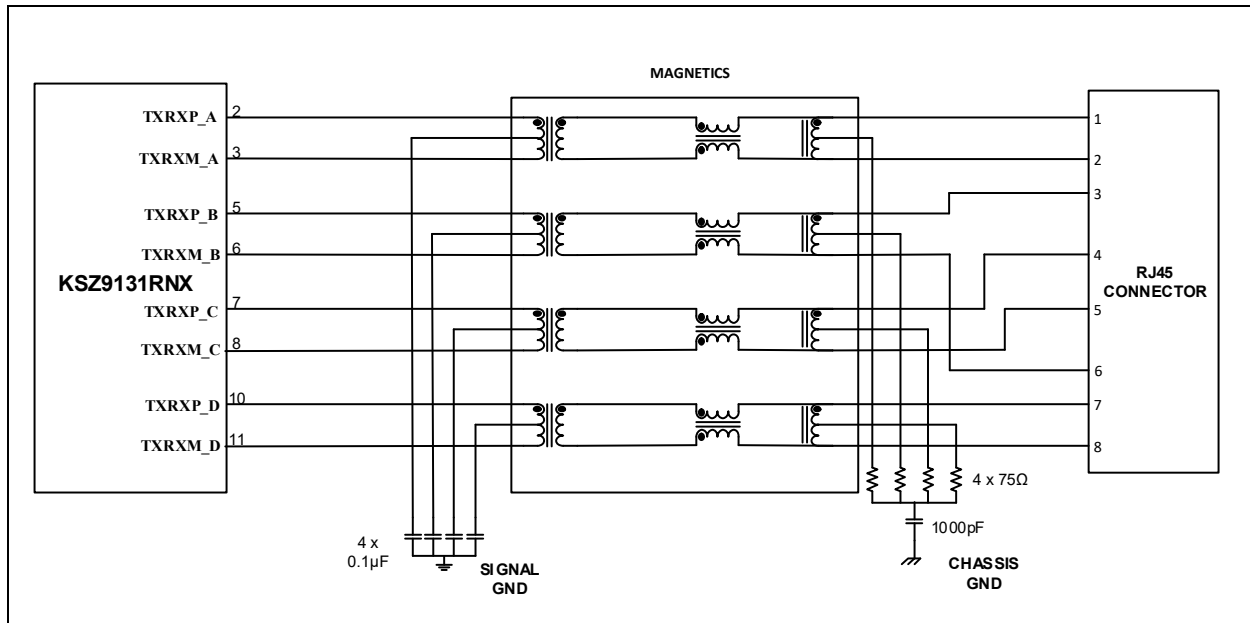 MAGNETICS
TXRXP_A
2
TXRXM_A
3
TXRXP_B
5
TXRXM_B
6
KSZ9131RNX
TXRXP_C
7
TXRXM_C
8
TXRXP_D
10
TXRXM_D
11
1
2
3
4
RJ45
CONNECTOR
5
6
7
8
4 x
0.1µF
SIGNAL
GND
4 x 75Ω
1000pF
CHASSIS
GND